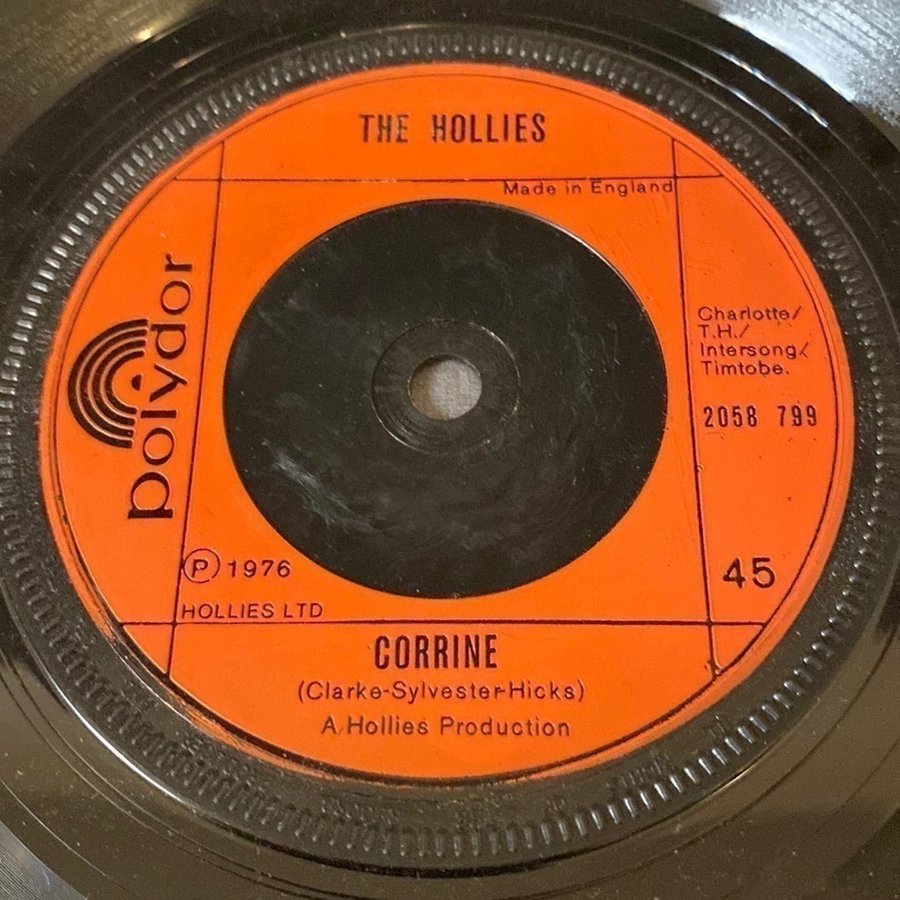 THE HOLLIES
Made in England
polydor
Charlotte/
T.H./
Intersong/
Timtobe.
2058 799
℗ 1976
HOLLIES LTD
45
CORRINE
(Clarke-Sylvester-Hicks)
A Hollies Production